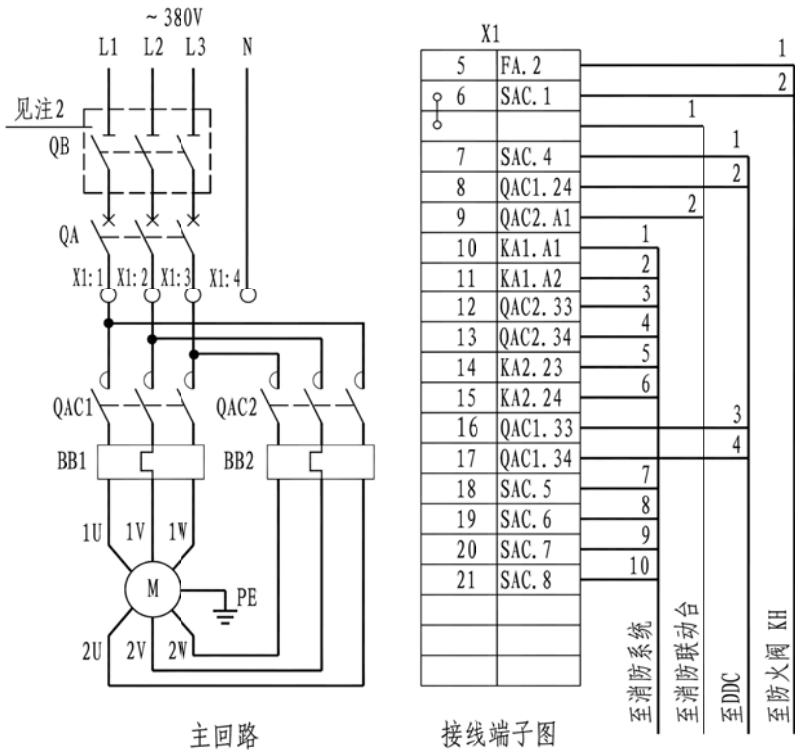 ~380V
L1 L2 L3 N
见注2
QB
QA
X1:1 X1:2 X1:3 X1:4
QAC1 QAC2
BB1 BB2
1U 1V 1W
M
PE
2U 2V 2W
主回路
X1
5 FA.2 1
6 SAC.1 2
1
7 SAC.4 1
8 QAC1.24 2
9 QAC2.A1 2
10 KA1.A1 1
11 KA1.A2 2
12 QAC2.33 3
13 QAC2.34 4
14 KA2.23 5
15 KA2.24 6
16 QAC1.33 3
17 QAC1.34 4
18 SAC.5 7
19 SAC.6 8
20 SAC.7 9
21 SAC.8 10
至消防系统
至消防联动台
至DDC
至防火阀 KH
接线端子图